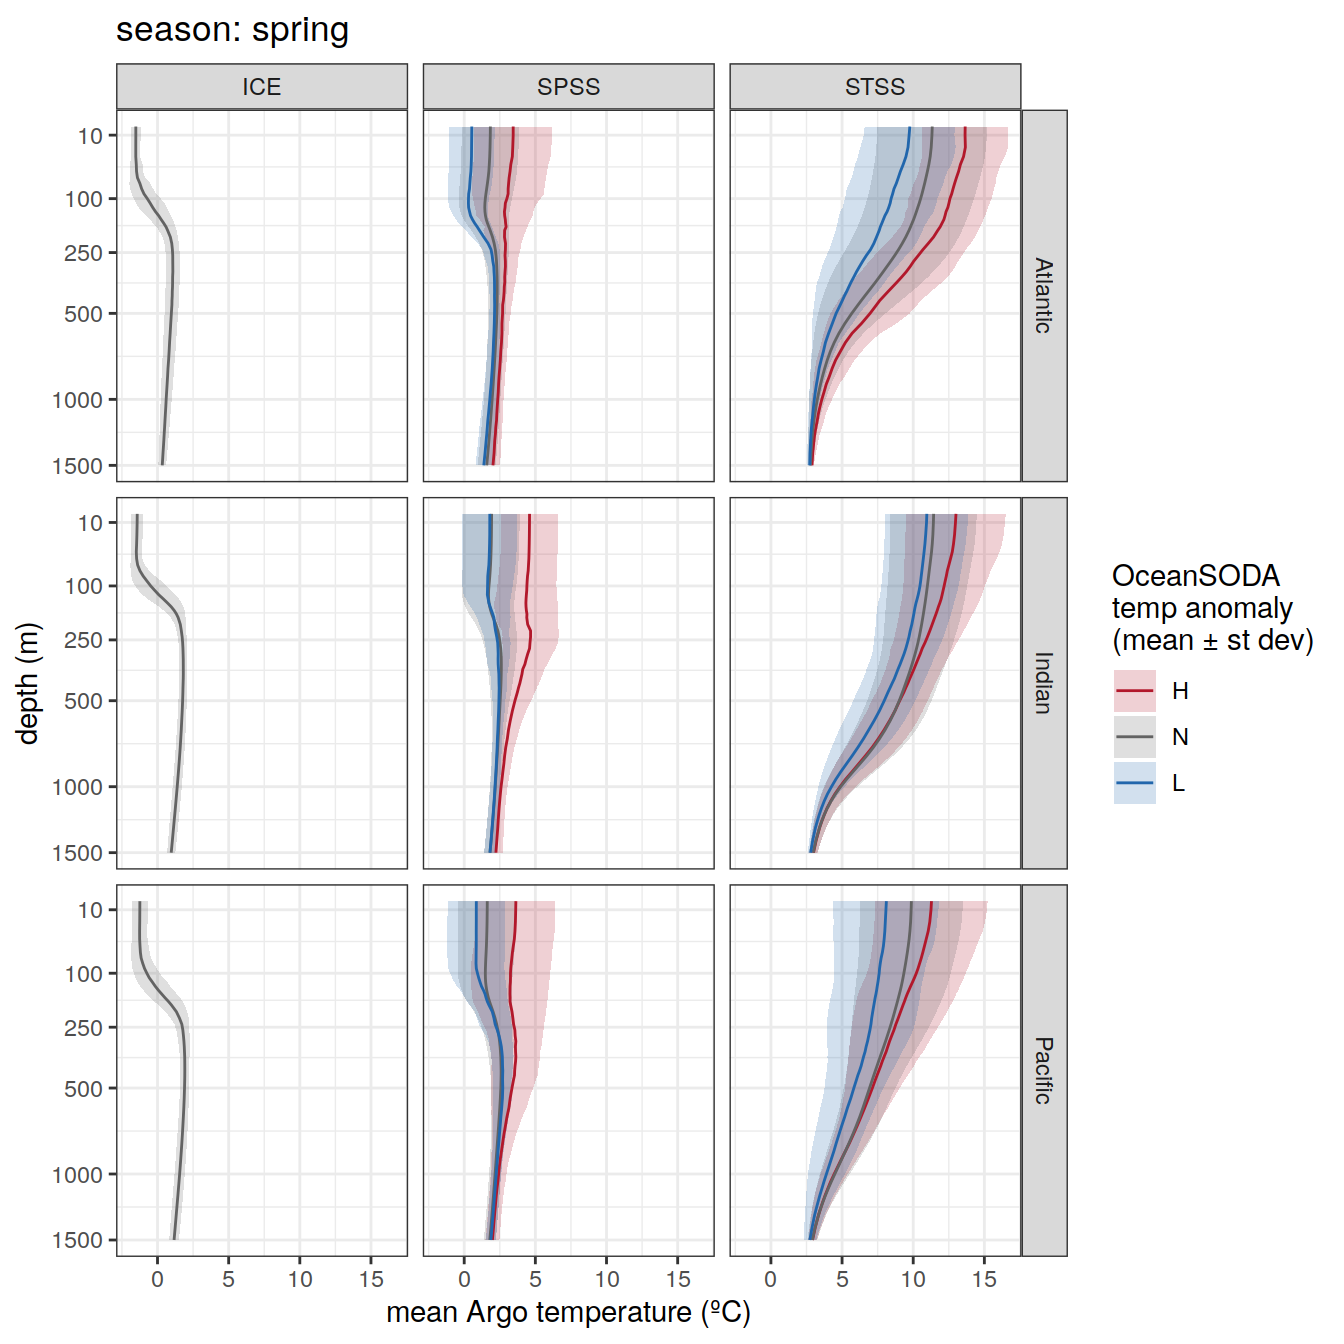 season: spring
ICE
SPSS
STSS
10
100
250
500
1000
1500
Atlantic
10
100
250
500
1000
1500
Indian
10
100
250
500
1000
1500
Pacific
depth (m)
0 5 10 15
0 5 10 15
0 5 10 15
mean Argo temperature (ºC)
OceanSODA
temp anomaly
(mean ± st dev)
H
N
L